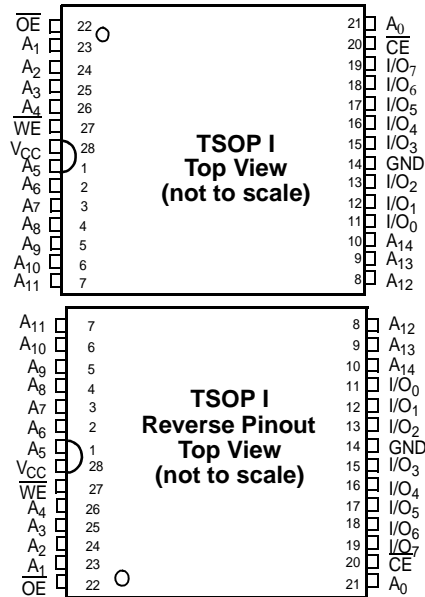 O̅E̅ 22 21 A₀
A₁ 23 20 C̅E̅
A₂ 24 19 I/O₇
A₃ 25 18 I/O₆
A₄ 26 17 I/O₅
W̅E̅ 27 16 I/O₄
VCC 28 15 I/O₃
A₅ 1 14 GND
A₆ 2 13 I/O₂
A₇ 3 12 I/O₁
A₈ 4 11 I/O₀
A₉ 5 10 A₁₄
A₁₀ 6 9 A₁₃
A₁₁ 7 8 A₁₂
TSOP I
Top View
(not to scale)
A₁₁ 7 8 A₁₂
A₁₀ 6 9 A₁₃
A₉ 5 10 A₁₄
A₈ 4 11 I/O₀
A₇ 3 12 I/O₁
A₆ 2 13 I/O₂
A₅ 1 14 GND
VCC 28 15 I/O₃
W̅E̅ 27 16 I/O₄
A₄ 26 17 I/O₅
A₃ 25 18 I/O₆
A₂ 24 19 I/O₇
A₁ 23 20 C̅E̅
O̅E̅ 22 21 A₀
TSOP I
Reverse Pinout
Top View
(not to scale)